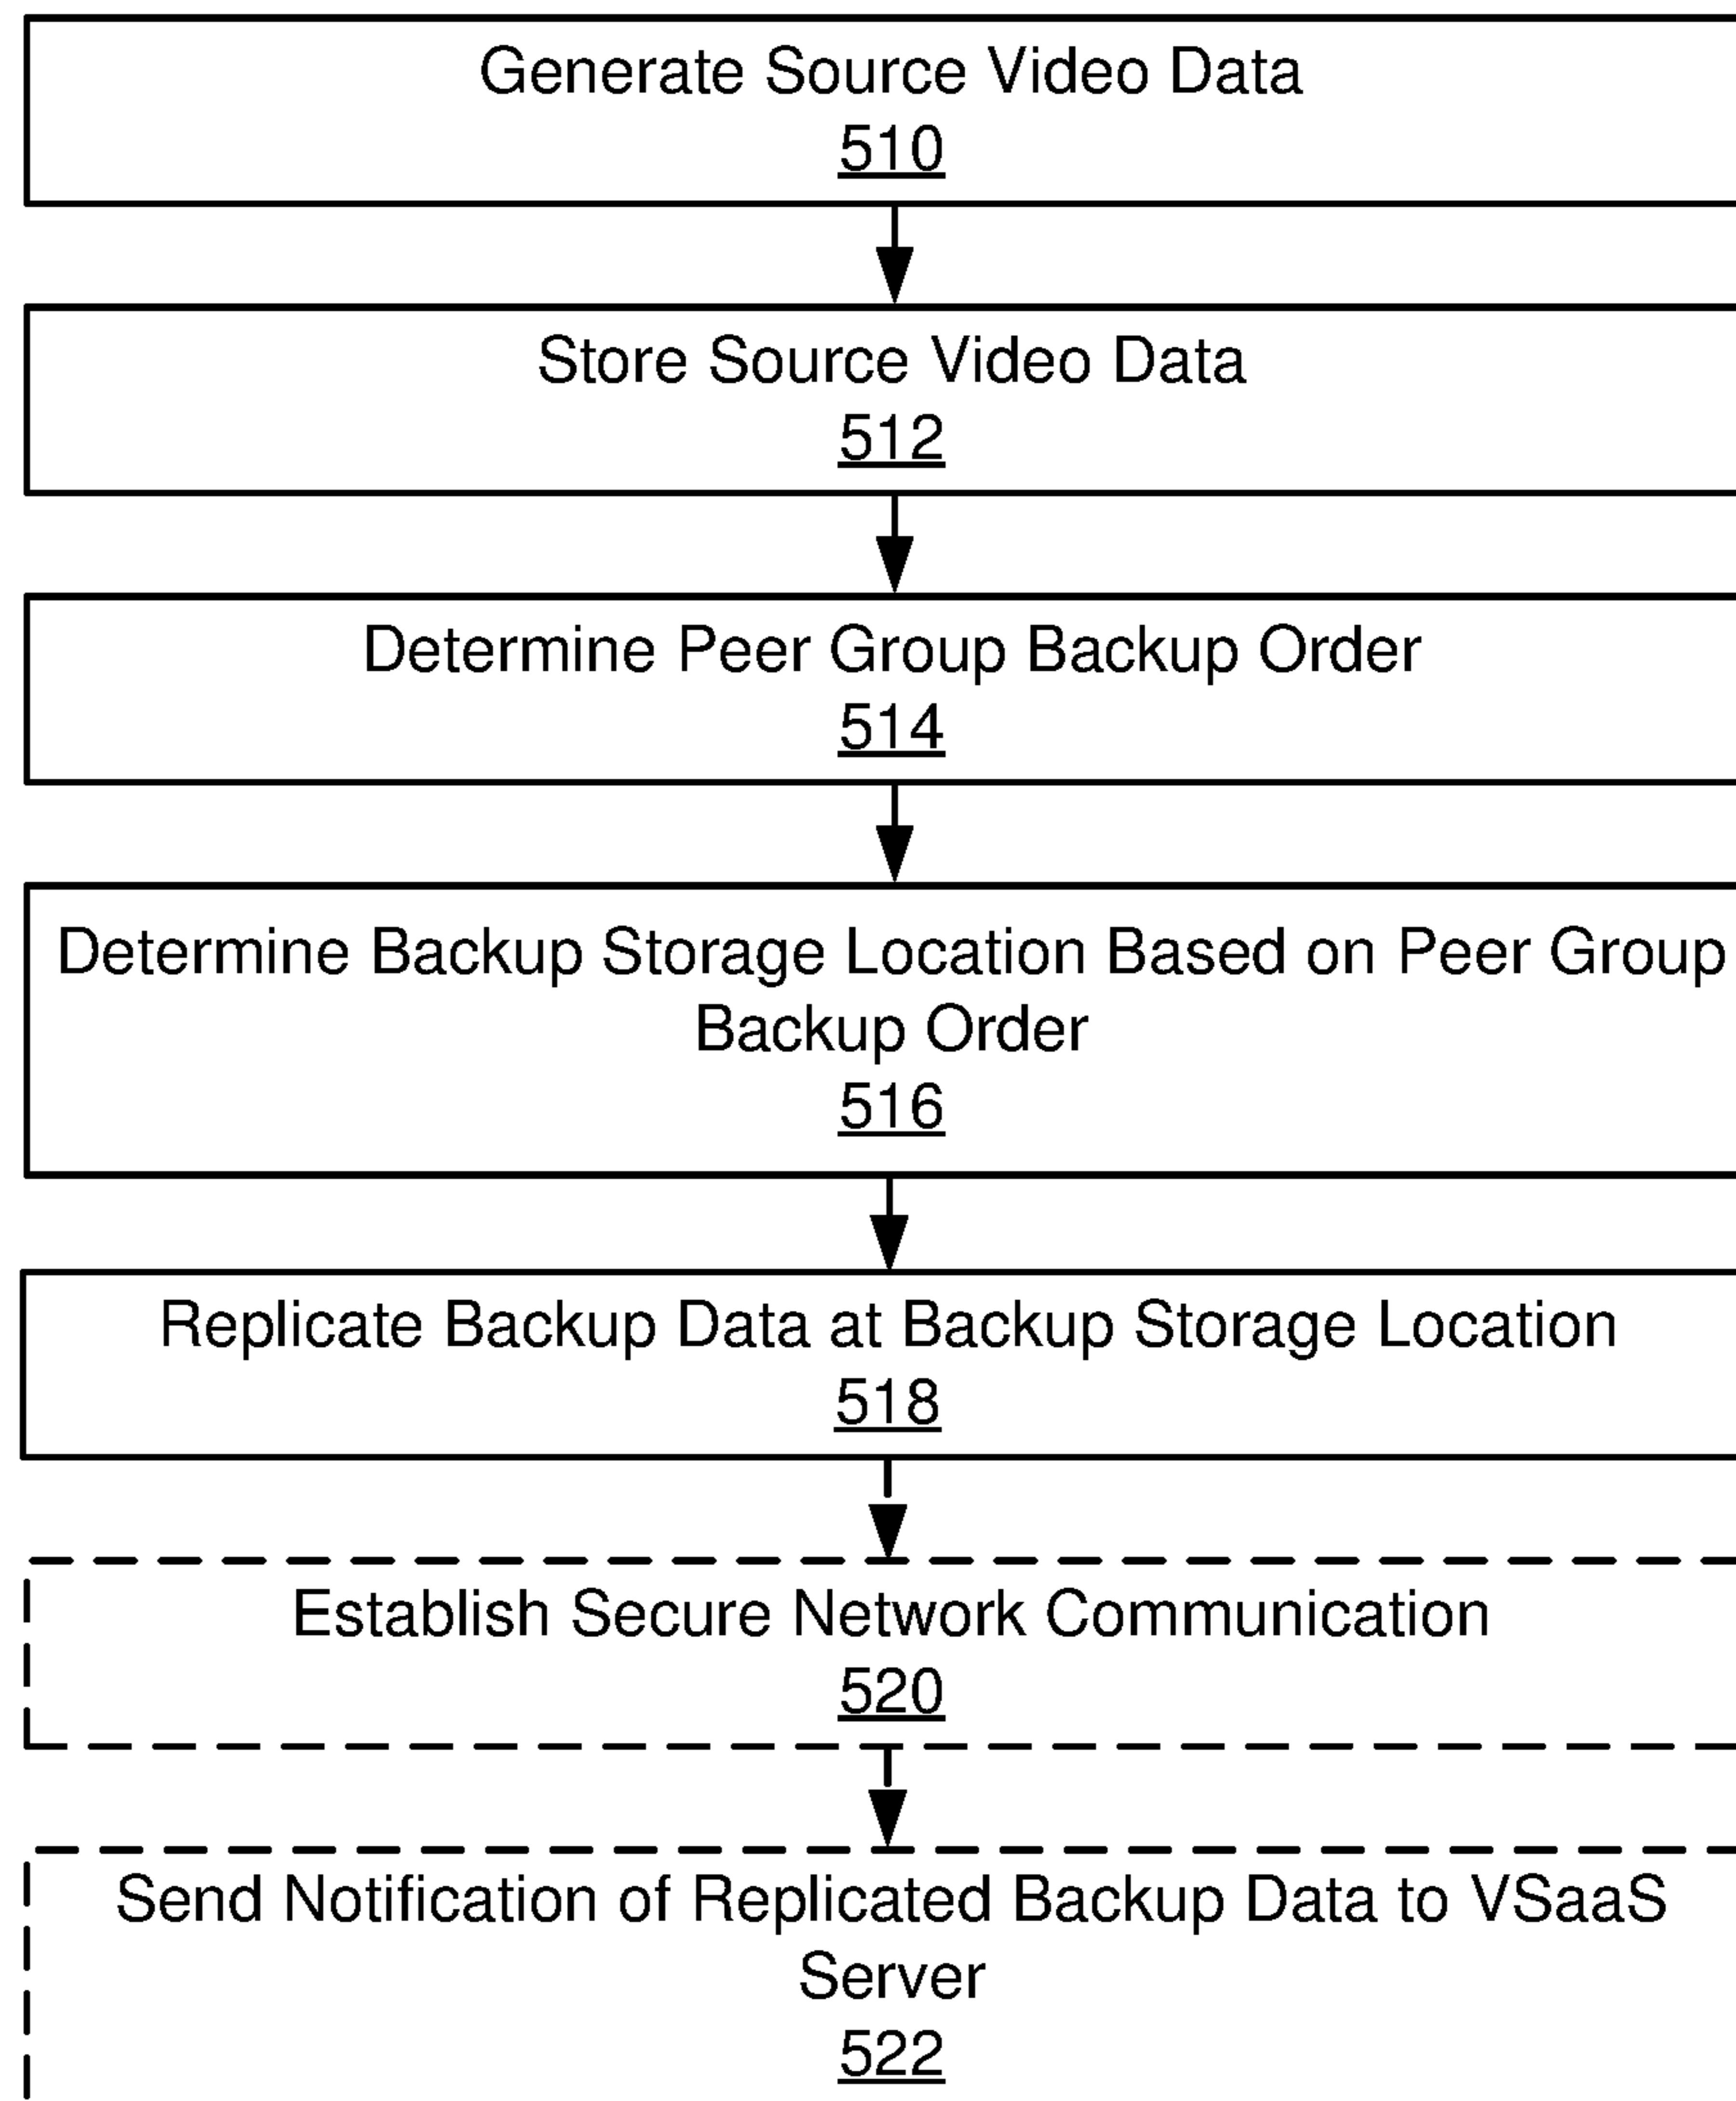 Generate Source Video Data
510
Store Source Video Data
512
Determine Peer Group Backup Order
514
Determine Backup Storage Location Based on Peer Group
Backup Order
516
Replicate Backup Data at Backup Storage Location
518
Establish Secure Network Communication
520
Send Notification of Replicated Backup Data to VSaaS
Server
522